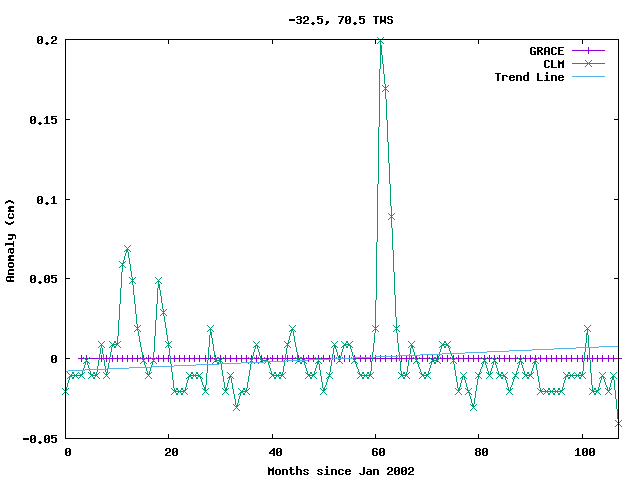 -32.5, 70.5 TWS
GRACE
CLM
Trend Line
0.2
0.15
0.1
0.05
0
-0.05
Anomaly (cm)
0 20 40 60 80 100
Months since Jan 2002